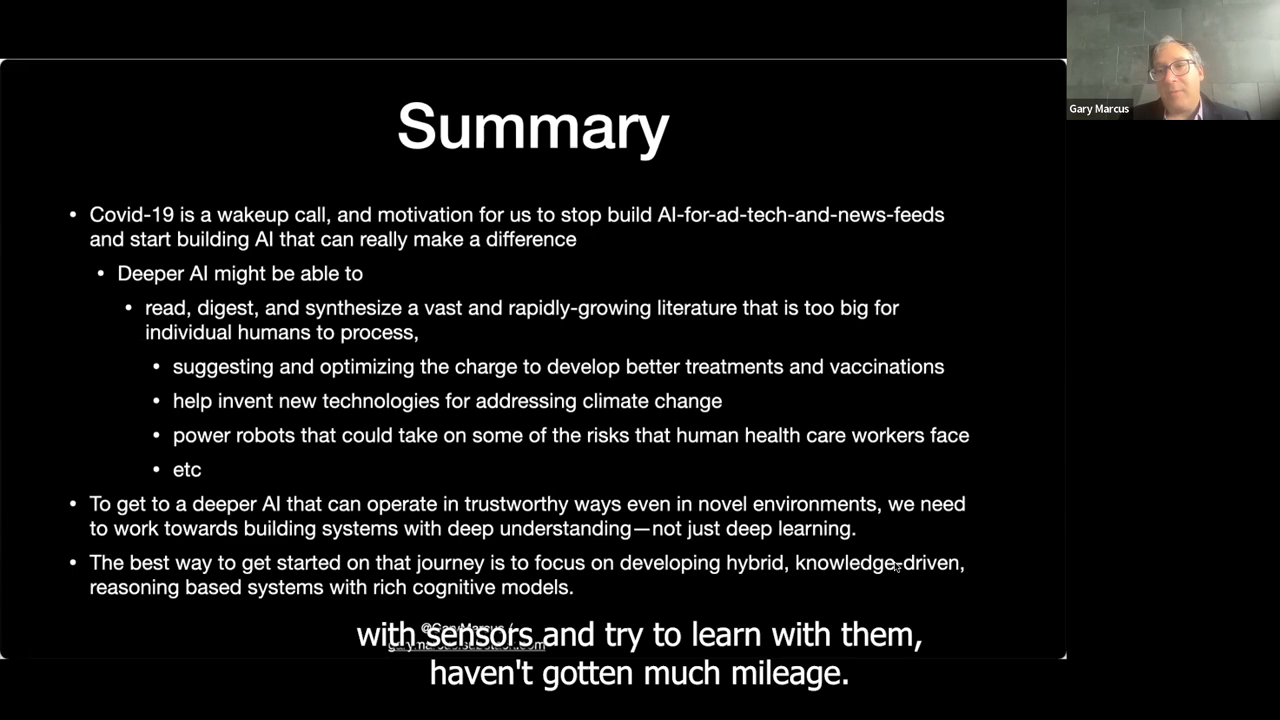 Gary Marcus
Summary
• Covid-19 is a wakeup call, and motivation for us to stop build AI-for-ad-tech-and-news-feeds
and start building AI that can really make a difference
• Deeper AI might be able to
• read, digest, and synthesize a vast and rapidly-growing literature that is too big for
individual humans to process,
• suggesting and optimizing the charge to develop better treatments and vaccinations
• help invent new technologies for addressing climate change
• power robots that could take on some of the risks that human health care workers face
• etc
• To get to a deeper AI that can operate in trustworthy ways even in novel environments, we need
to work towards building systems with deep understanding—not just deep learning.
• The best way to get started on that journey is to focus on developing hybrid, knowledge-driven,
reasoning based systems with rich cognitive models.
with sensors and try to learn with them,
haven't gotten much mileage.